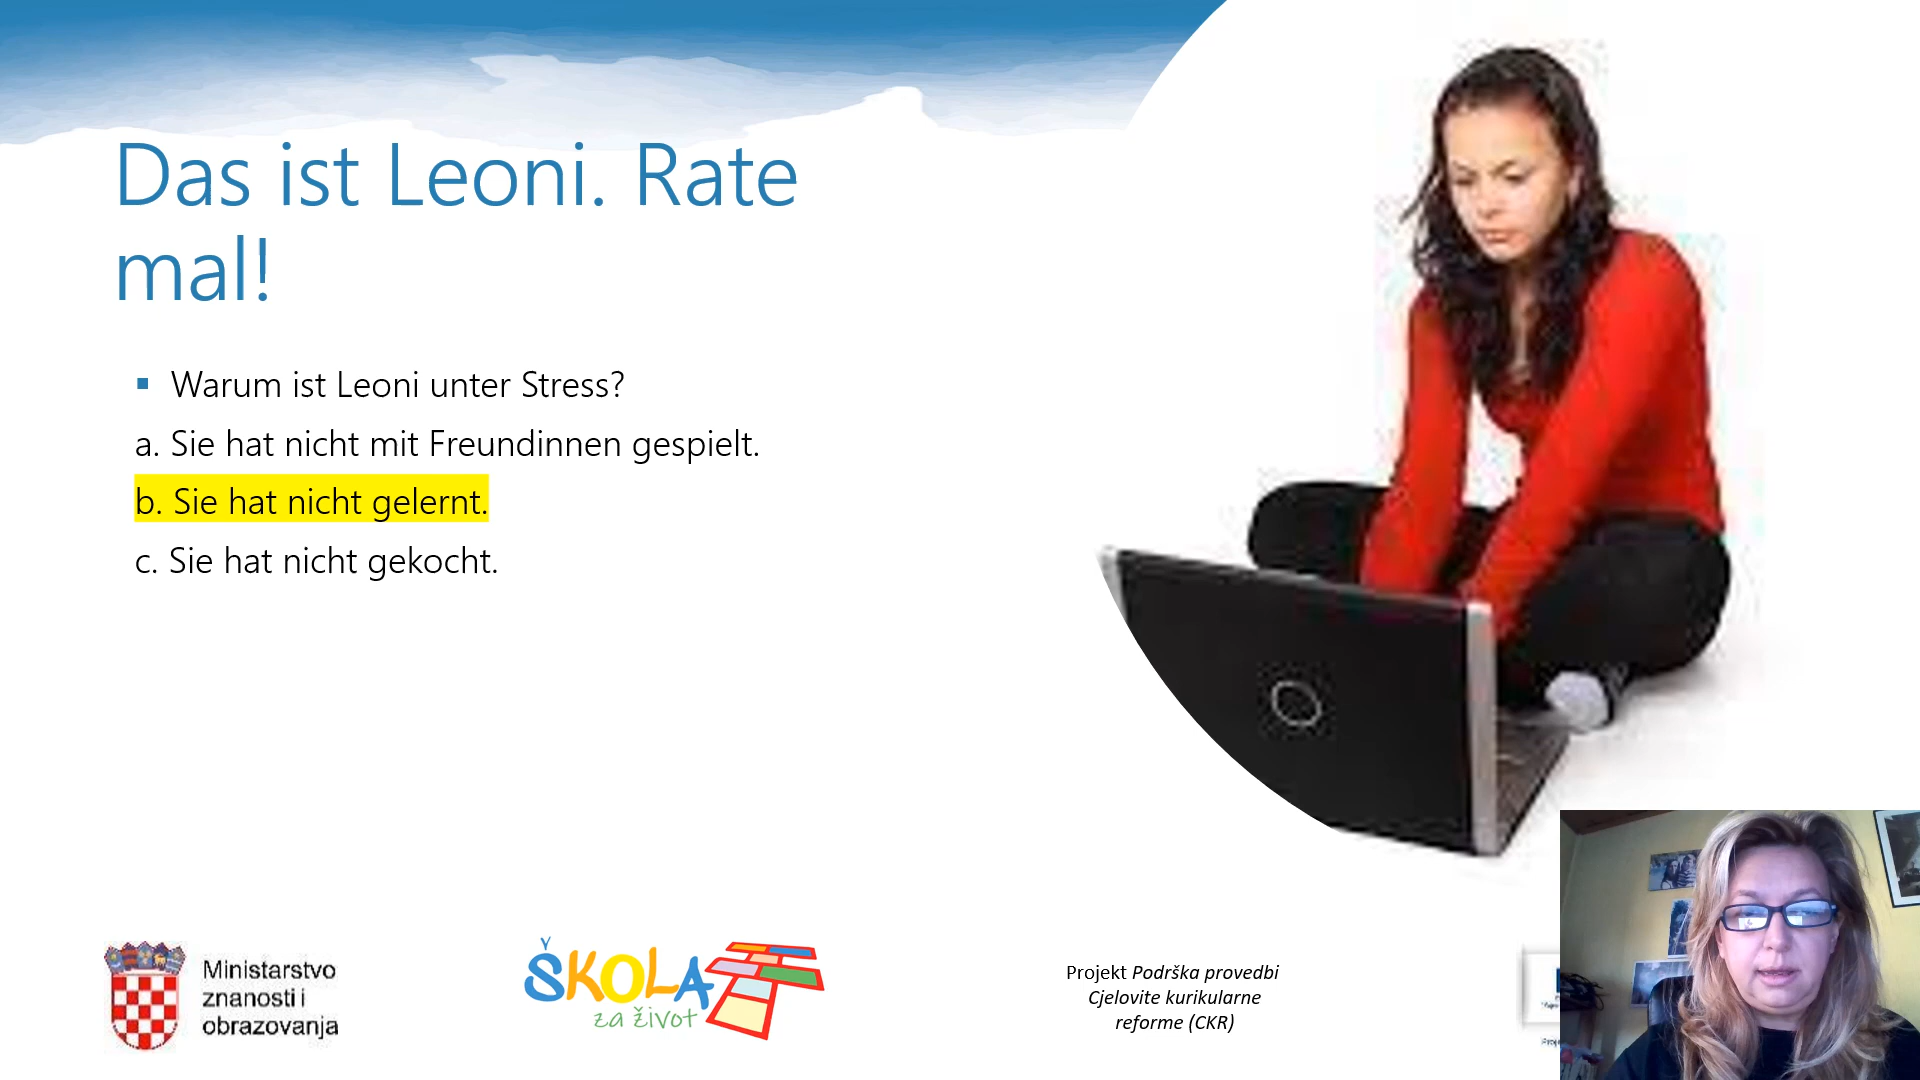 Das ist Leoni. Rate
mal!
▪ Warum ist Leoni unter Stress?
a. Sie hat nicht mit Freundinnen gespielt.
b. Sie hat nicht gelernt.
c. Sie hat nicht gekocht.
Ministarstvo
znanosti i
obrazovanja
ŠKOLA
za život
Projekt Podrška provedbi
Cjelovite kurikularne
reforme (CKR)